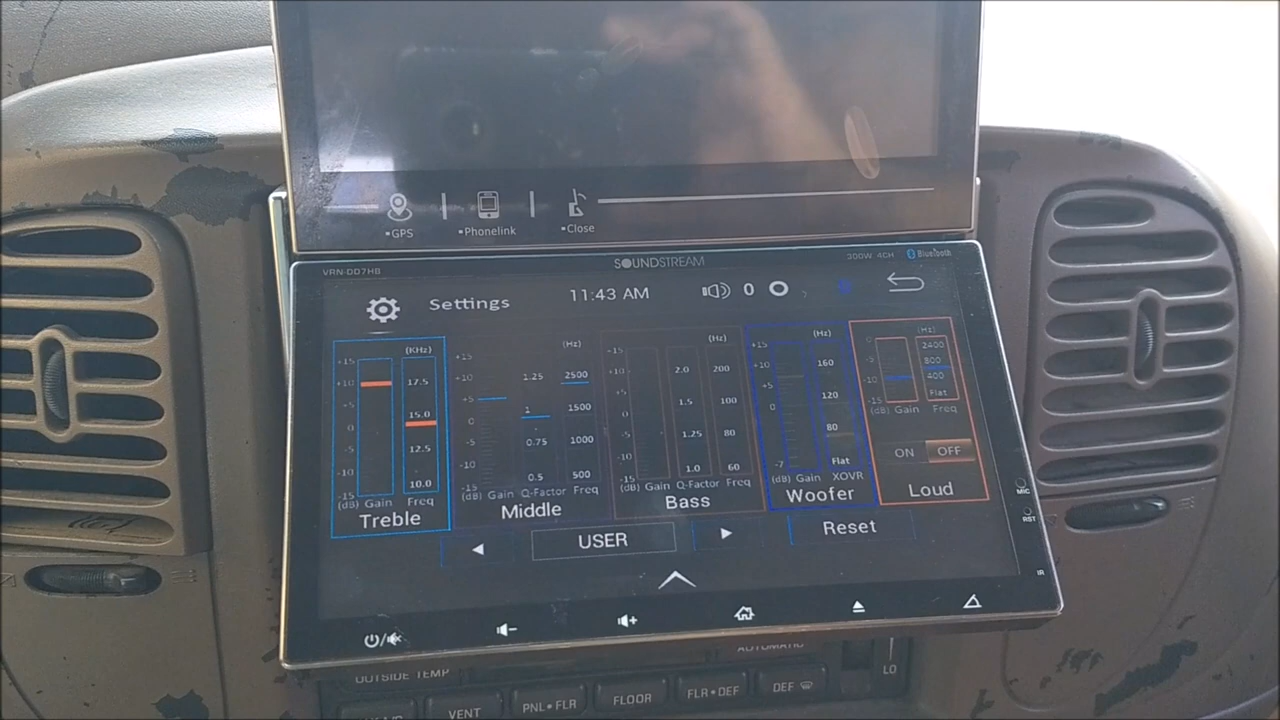 GPS
Phonelink
Close
VRN-DD7HB
SOUNDSTREAM
300W 4CH
Bluetooth
Settings
11:43 AM
0
(KHz)
+15
+10
+5
0
-5
-10
-15
17.5
15.0
12.5
10.0
(dB) Gain Freq
Treble
(Hz)
+15
+10
+5
0
-5
-10
-15
1.25
1
0.75
0.5
2500
1500
1000
500
(dB) Gain Q-Factor Freq
Middle
(Hz)
+15
+10
+5
0
-5
-10
-15
2.0
1.5
1.25
1.0
200
100
80
60
(dB) Gain Q-Factor Freq
Bass
(Hz)
+15
+10
+5
0
-7
160
120
80
Flat
(dB) Gain XOVR
Woofer
(Hz)
0
-5
-10
-15
2400
800
400
Flat
(dB) Gain Freq
ON OFF
Loud
USER
Reset
MIC
RST
IR
OUTSIDE TEMP
AUTOMATIC
LO
VENT
PNL•FLR
FLOOR
FLR•DEF
DEF